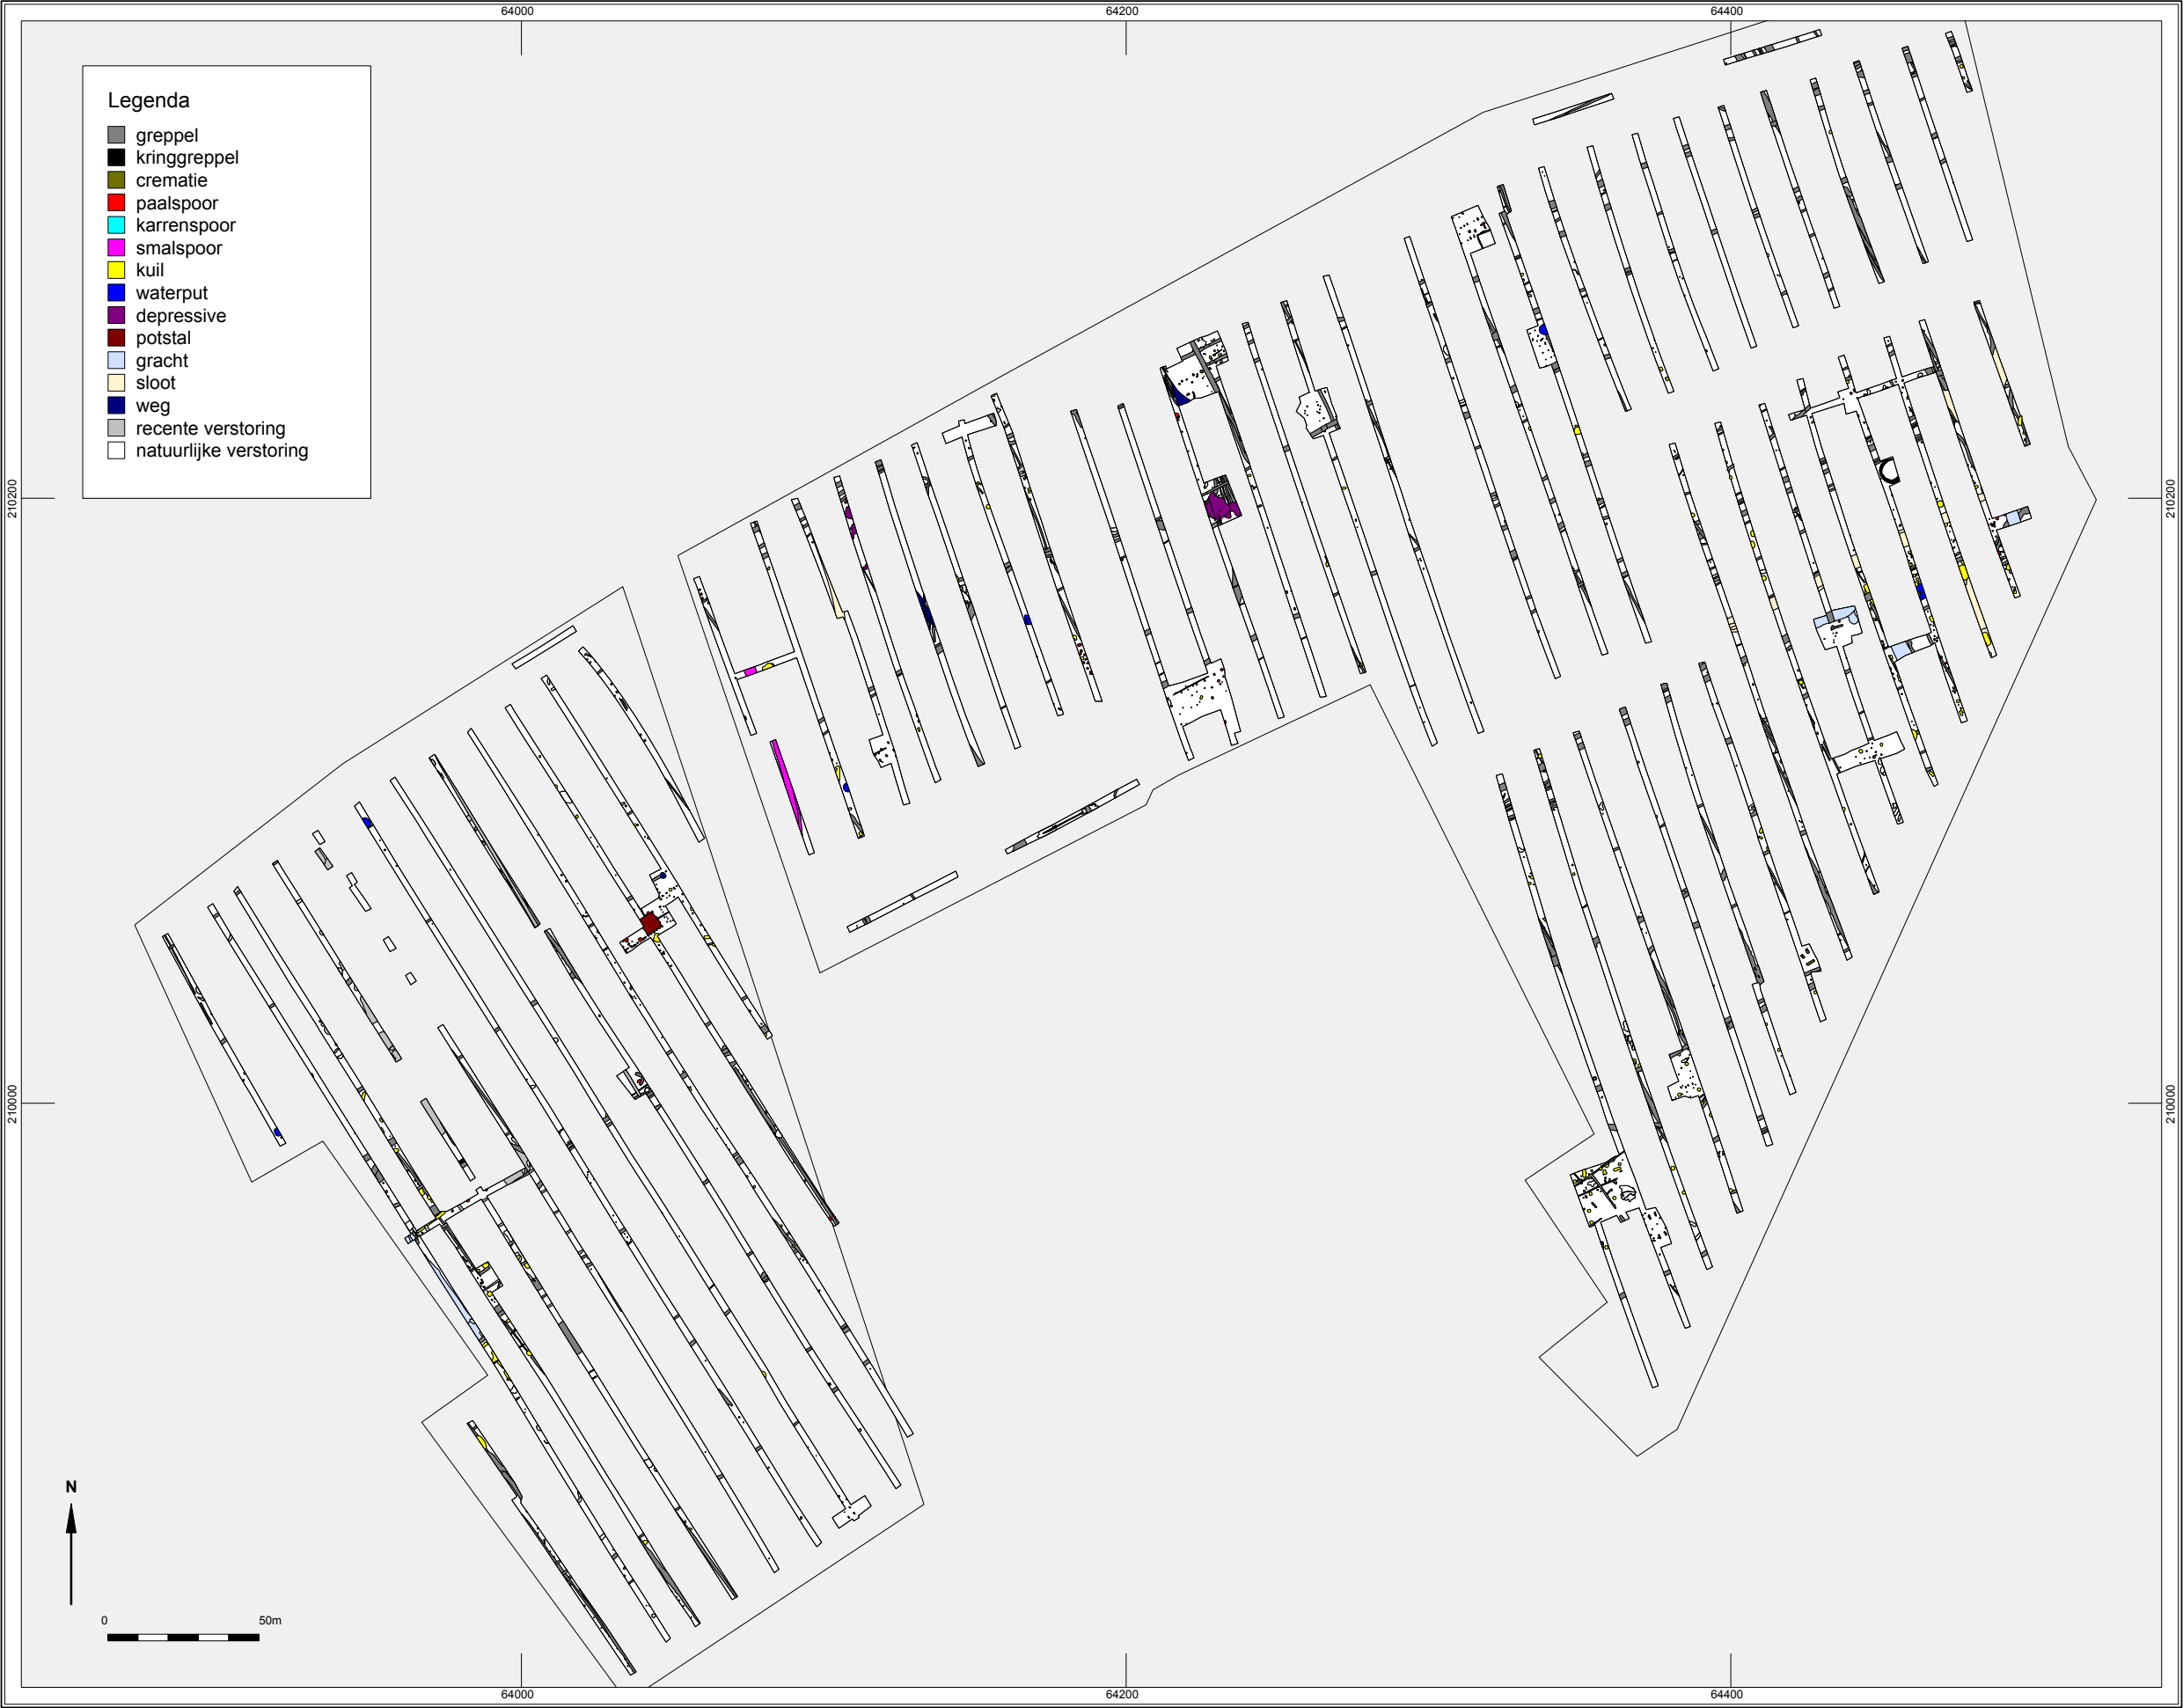 64000
64200
64400
Legenda
greppel
kringgreppel
crematie
paalspoor
karrenspoor
smalspoor
kuil
waterput
depressive
potstal
gracht
sloot
weg
recente verstoring
natuurlijke verstoring
210200
210200
210000
210000
N
0
50m
64000
64200
64400